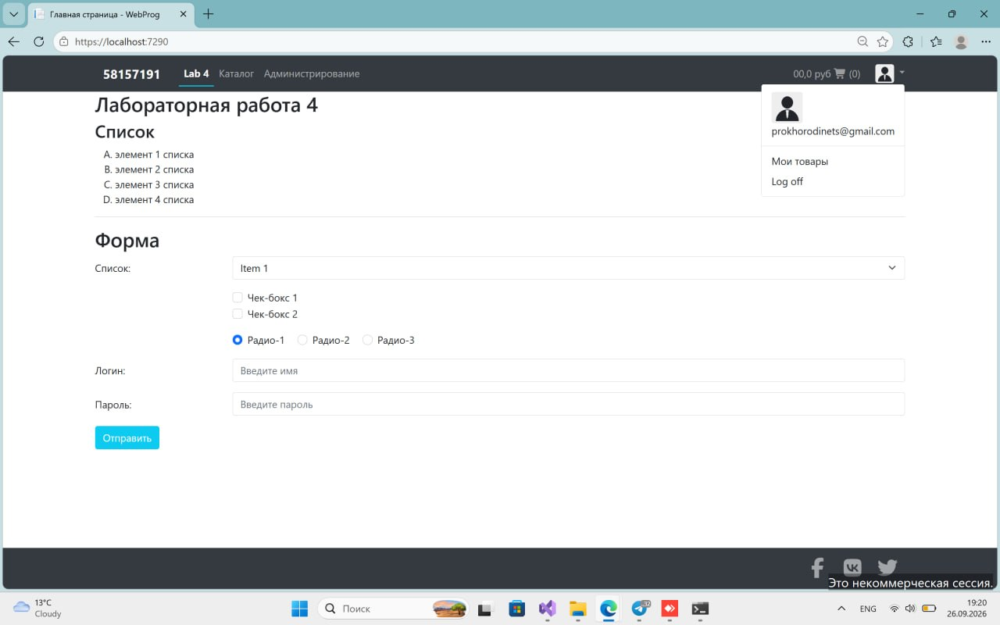 Главная страница - WebProg
https://localhost:7290
58157191 Lab 4 Каталог Администрирование 00,0 руб (0)
Лабораторная работа 4
Список
A. элемент 1 списка
B. элемент 2 списка
C. элемент 3 списка
D. элемент 4 списка
prokhorodinets@gmail.com
Мои товары
Log off
Форма
Список: Item 1
Чек-бокс 1
Чек-бокс 2
Радио-1 Радио-2 Радио-3
Логин: Введите имя
Пароль: Введите пароль
Отправить
Это некоммерческая сессия.
13°C
Cloudy
Поиск
ENG
19:20
26.09.2026